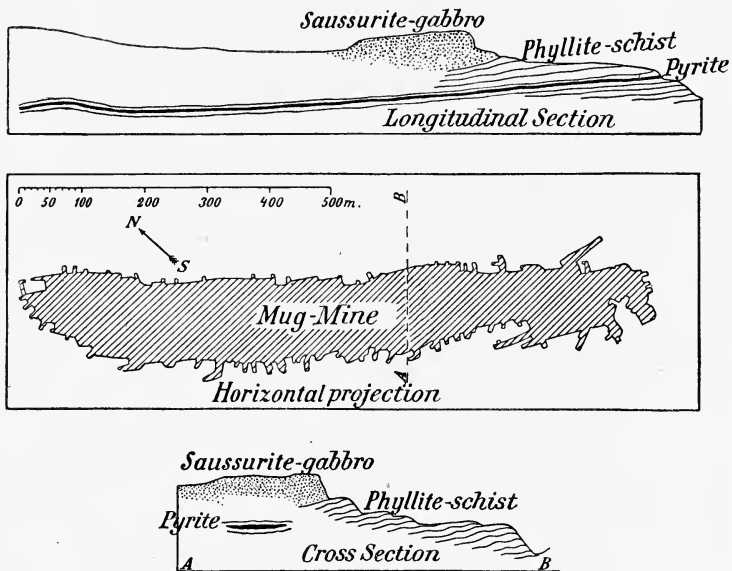 Saussurite-gabbro
Phyllite-schist
Pyrite
Longitudinal Section
0 50 100 200 300 400 500m.
B
N
S
Mug-Mine
A
Horizontal projection
Saussurite-gabbro
Phyllite-schist
Pyrite
Cross Section
A B